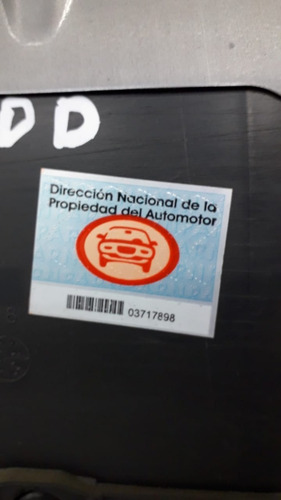 DD
Dirección Nacional de la
Propiedad del Automotor
03717898